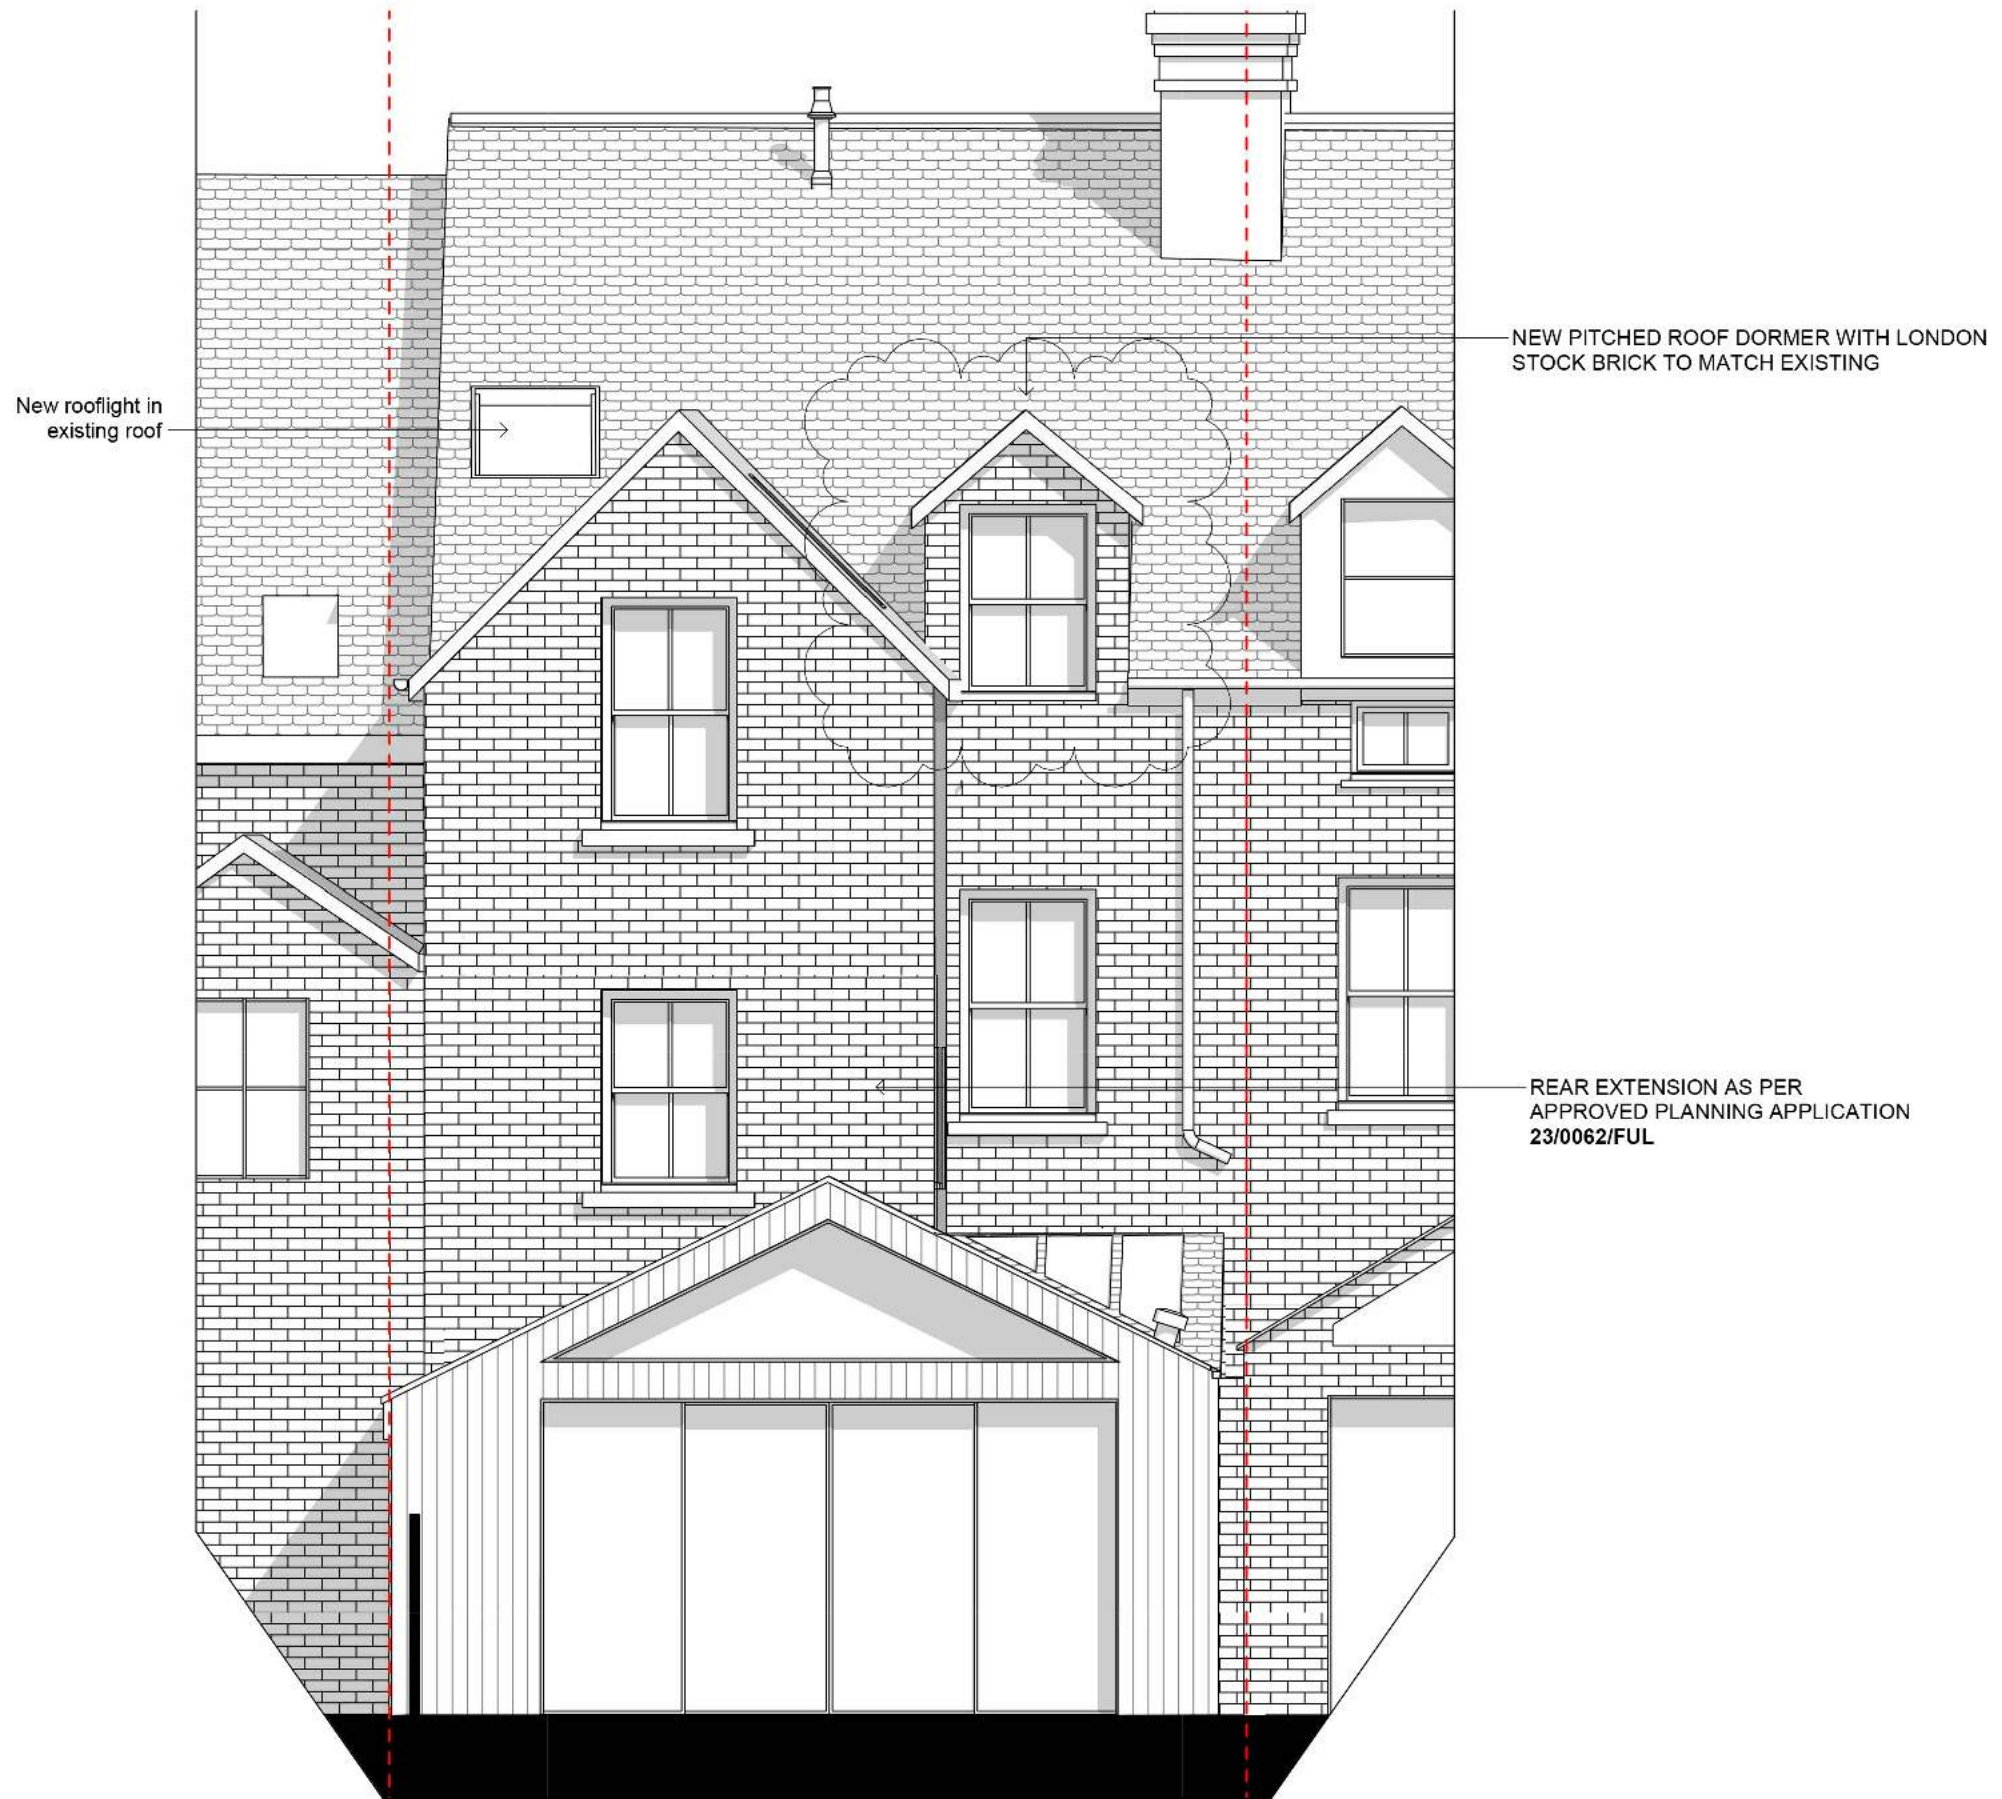 NEW PITCHED ROOF DORMER WITH LONDON
STOCK BRICK TO MATCH EXISTING
New rooflight in
existing roof
REAR EXTENSION AS PER
APPROVED PLANNING APPLICATION
23/0062/FUL